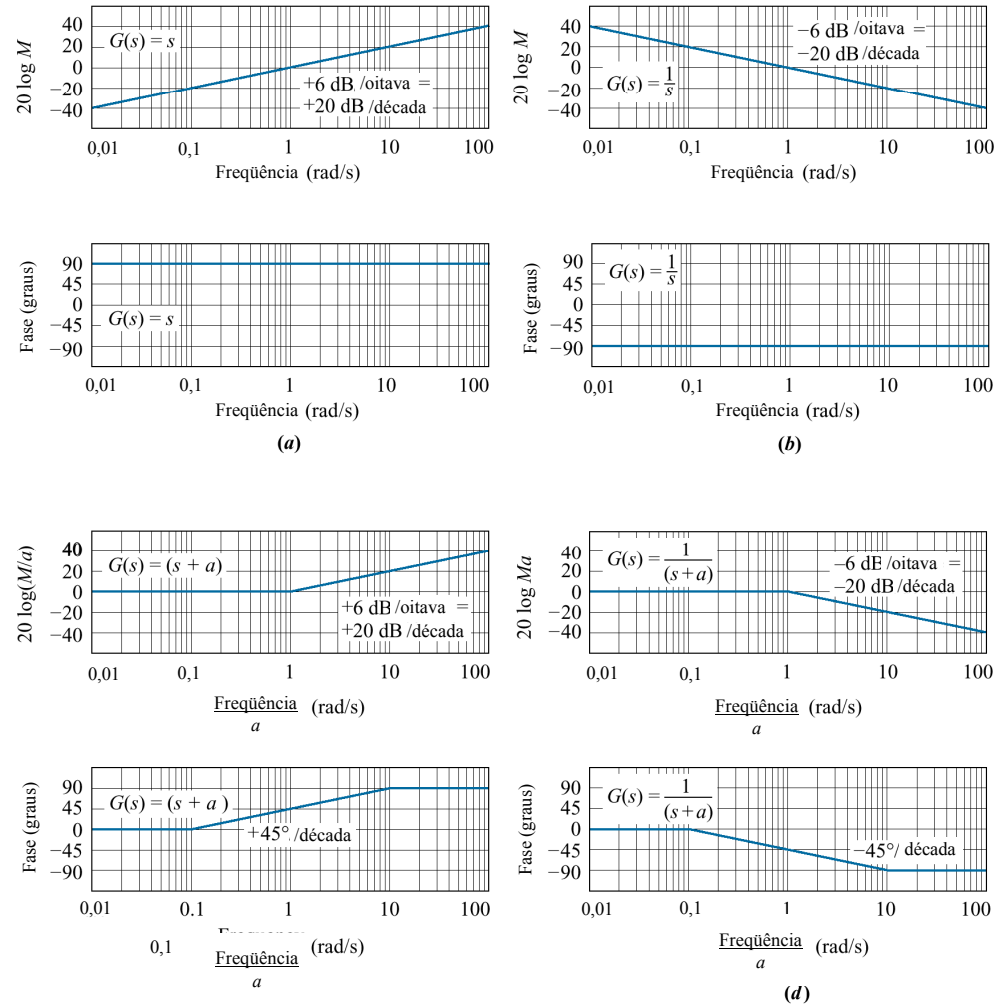 20 log M
40
20
0
−20
−40
G(s) = s
+6 dB/oitava =
+20 dB/década
0,01 0,1 1 10 100
Freqüência (rad/s)
20 log M
40
20
0
−20
−40
G(s) = 1/s
−6 dB/oitava =
−20 dB/década
0,01 0,1 1 10 100
Freqüência (rad/s)
Fase (graus)
90
45
0
−45
−90
G(s) = s
0,01 0,1 1 10 100
Freqüência (rad/s)
(a)
Fase (graus)
90
45
0
−45
−90
G(s) = 1/s
0,01 0,1 1 10 100
Freqüência (rad/s)
(b)
20 log(M/a)
40
20
0
−20
−40
G(s) = (s + a)
+6 dB/oitava =
+20 dB/década
0,01 0,1 1 10 100
Freqüência (rad/s)
a
20 log Ma
40
20
0
−20
−40
G(s) = 1
(s+a)
−6 dE/oitava =
−20 dB/década
0,01 0,1 1 10 100
Freqüência (rad/s)
a
Fase (graus)
90
45
0
−45
−90
G(s) = (s + a )
+45° /década
0,01 0,1 1 10 100
0,1
Freqüência (rad/s)
a
Fase (graus)
90
45
0
−45
−90
G(s) = 1
(s+a)
−45°/ década
0,01 0,1 1 10 100
Freqüência (rad/s)
a
(d)